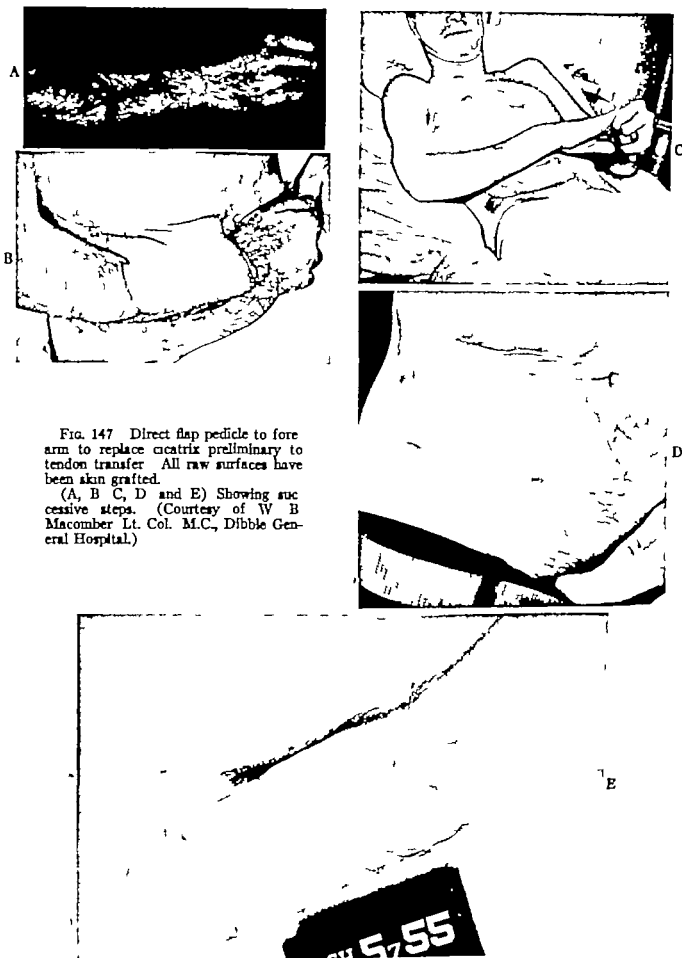 A
B
C
FIG. 147 Direct flap pedicle to fore
arm to replace cicatrix preliminary to
tendon transfer All raw surfaces have
been skin grafted.
(A, B C, D and E) Showing suc
cessive steps. (Courtesy of W B
Macomber Lt. Col. M.C., Dibble Gen-
eral Hospital.)
D
E
5755